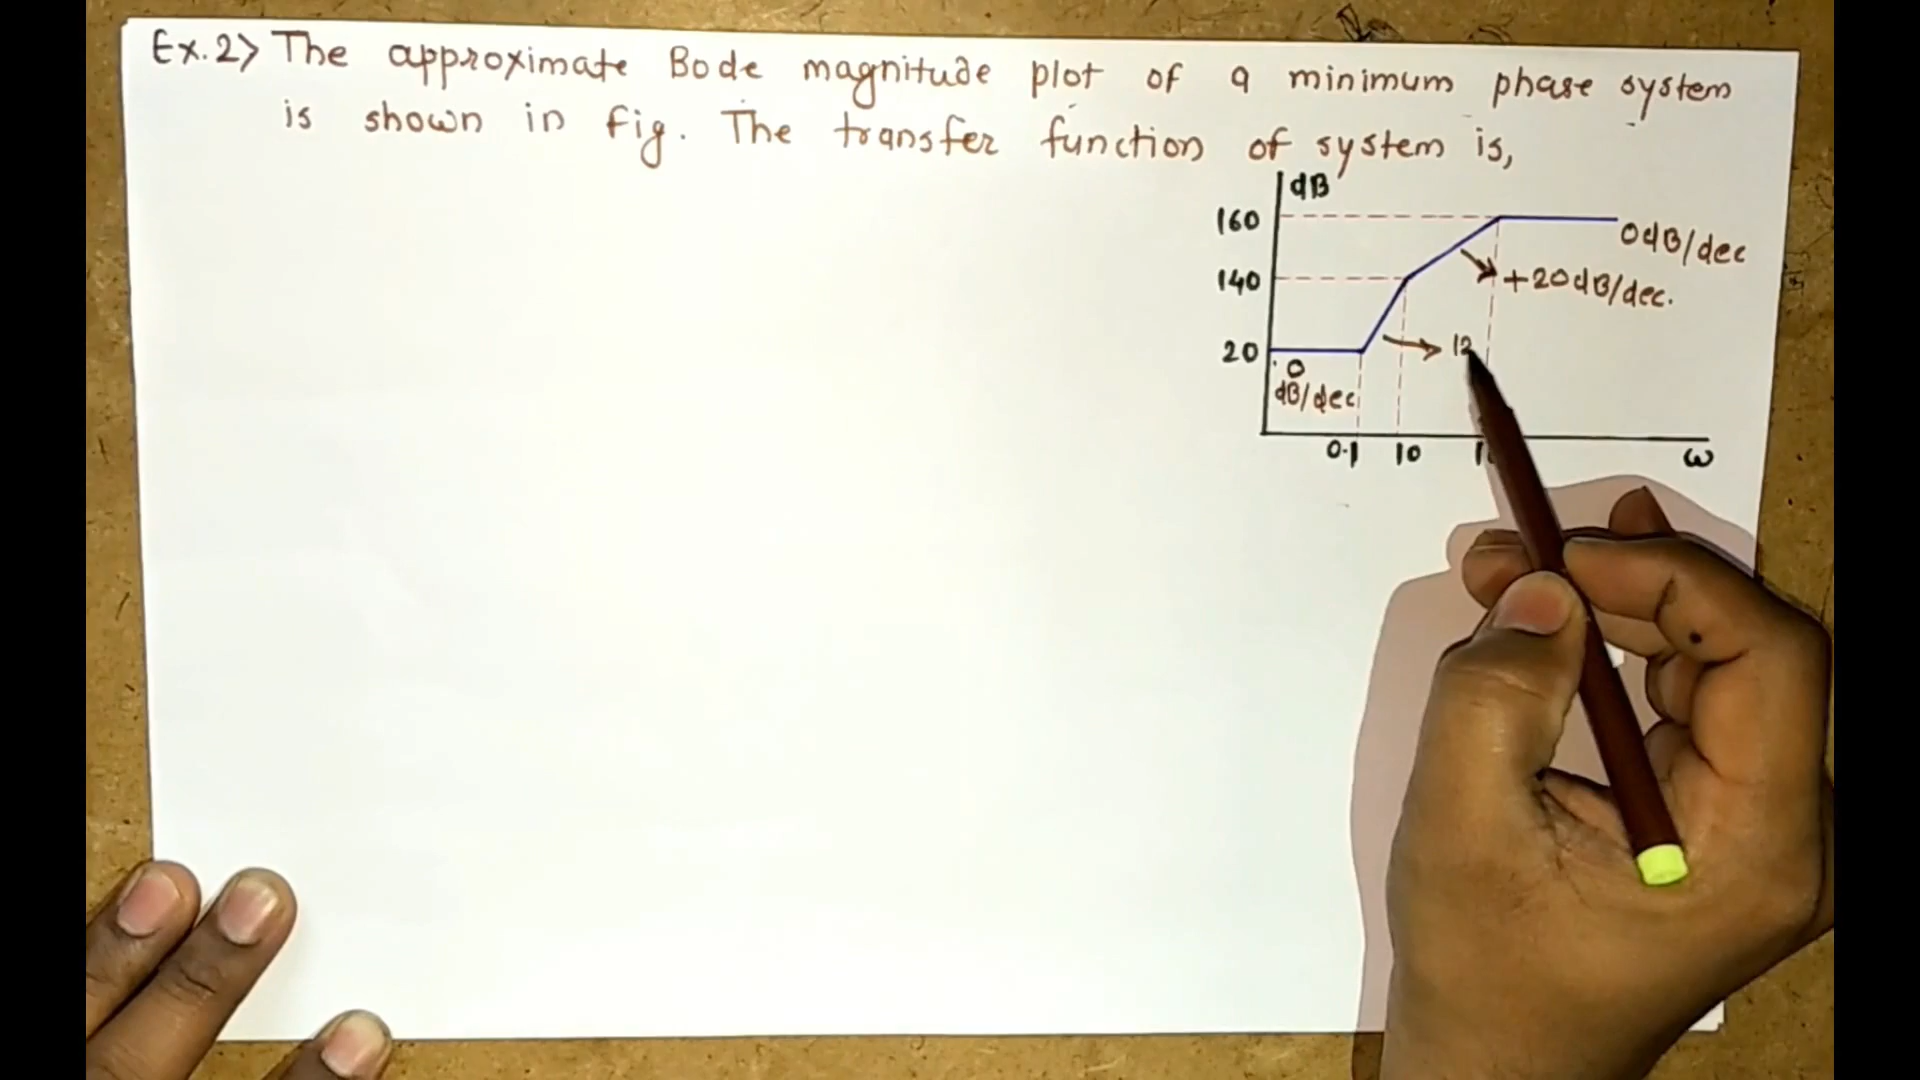 Ex.2> The approximate Bode magnitude plot of a minimum phase system
is shown in fig. The transfer function of system is,
dB
160
0dB/dec
140
+20dB/dec.
20
12
0
dB/dec
0.1 10 ω